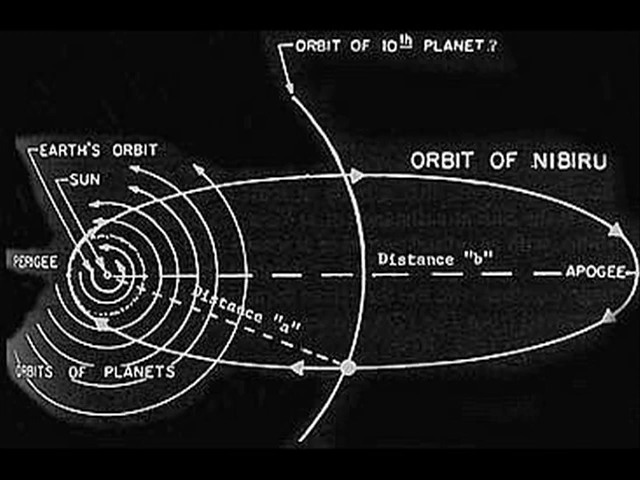 ORBIT OF 10th PLANET?
EARTH'S ORBIT
ORBIT OF NIBIRU
SUN
PERIGEE
Distance "b"
APOGEE
Distance "a"
ORBITS OF PLANETS